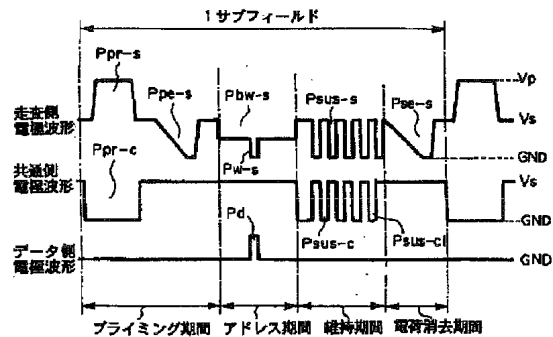 1サブフィールド
Ppr-s
Ppe-s
Pbw-s
Psus-s
Pse-s
Vp
走査側
電極波形
Vs
Ppr-c
Pw-s
GND
共通側
電極波形
Vs
Pd
GND
Psus-c
Psus-cl
データ側
電極波形
GND
プライミング期間
アドレス期間
維持期間
電荷消去期間